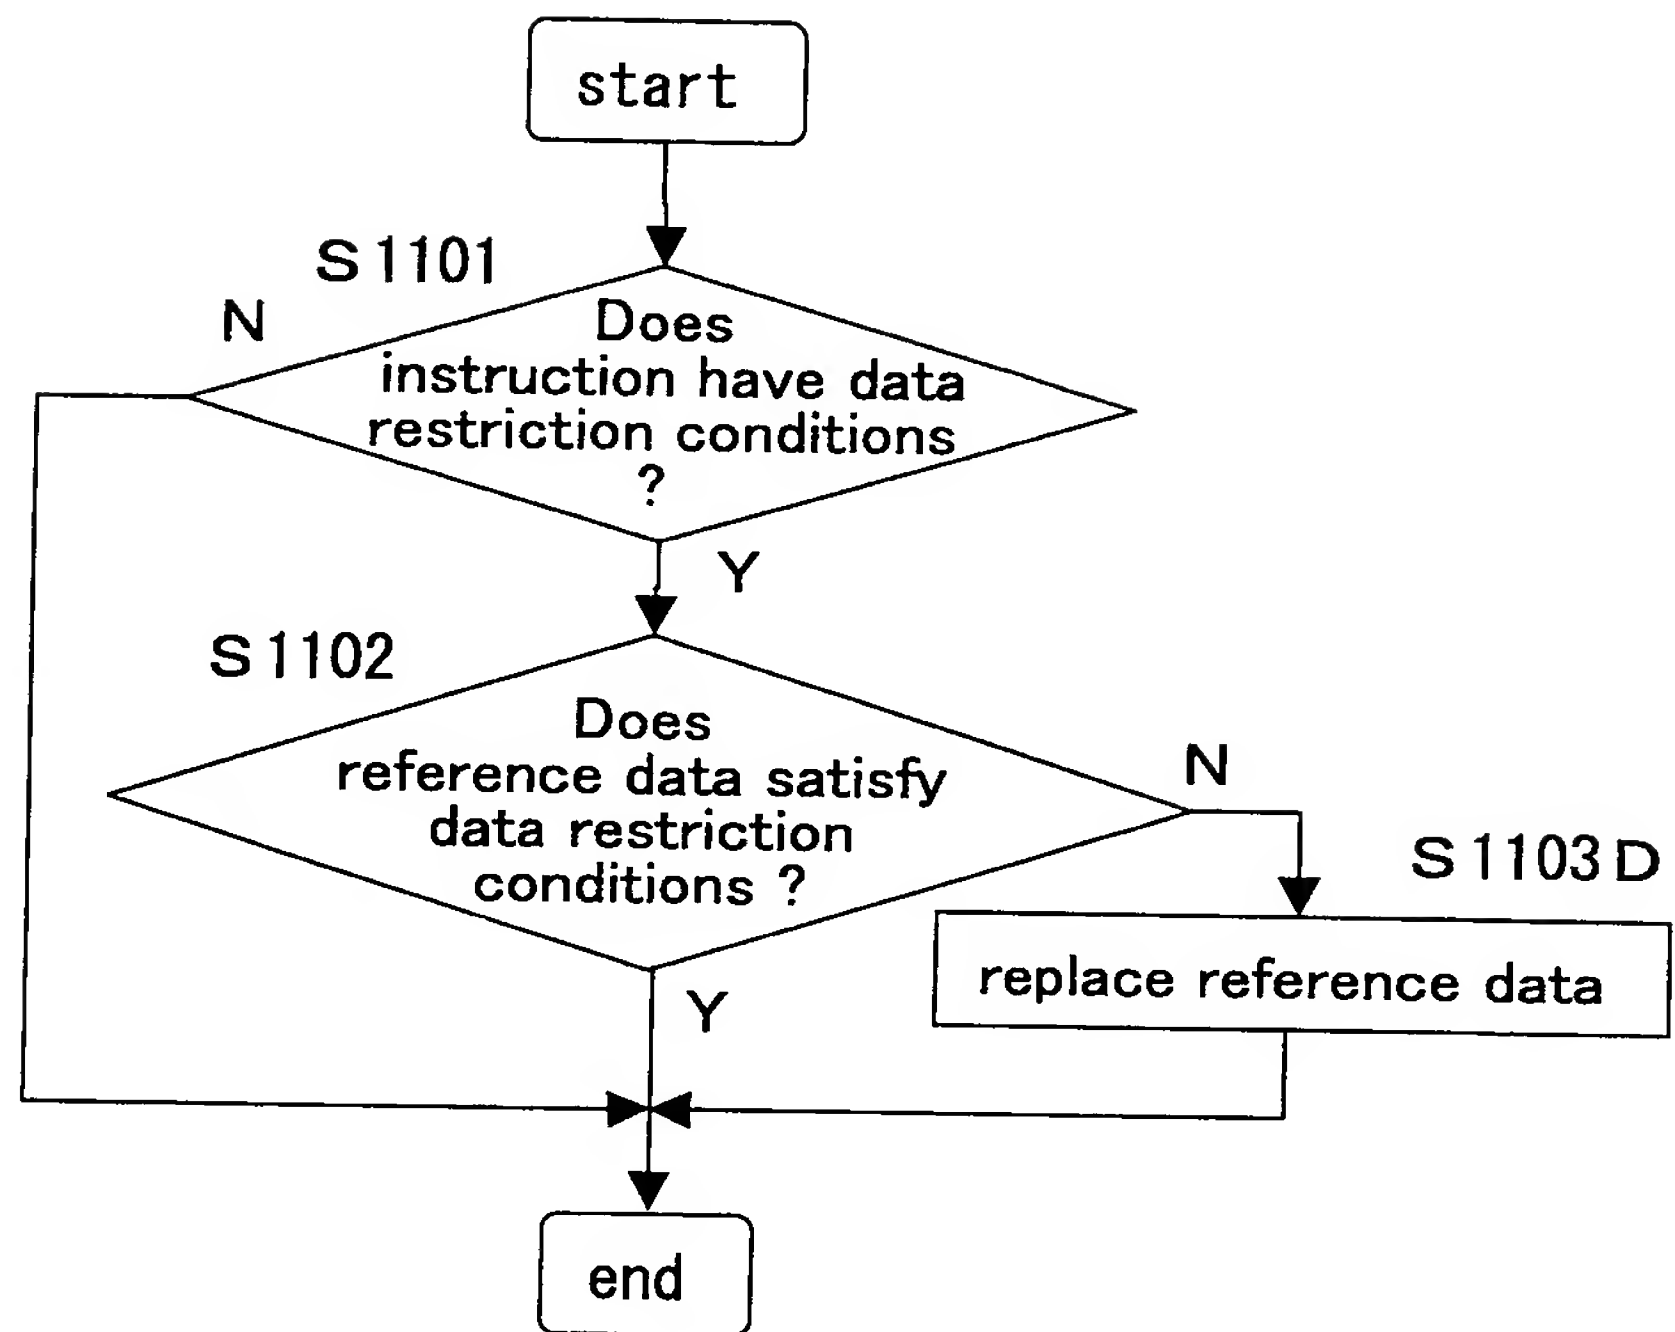 start
S1101
N
Does
instruction have data
restriction conditions
?
Y
S1102
Does
reference data satisfy
data restriction
conditions ?
N
S1103D
replace reference data
Y
end